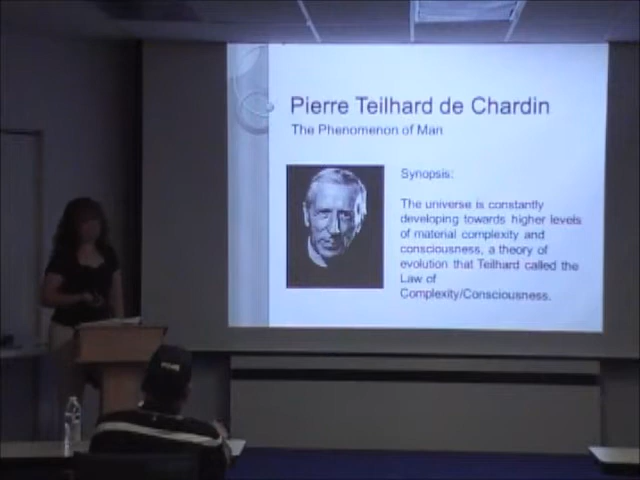 Pierre Teilhard de Chardin
The Phenomenon of Man
Synopsis:
The universe is constantly
developing towards higher levels
of material complexity and
consciousness, a theory of
evolution that Teilhard called the
Law of
Complexity/Consciousness.